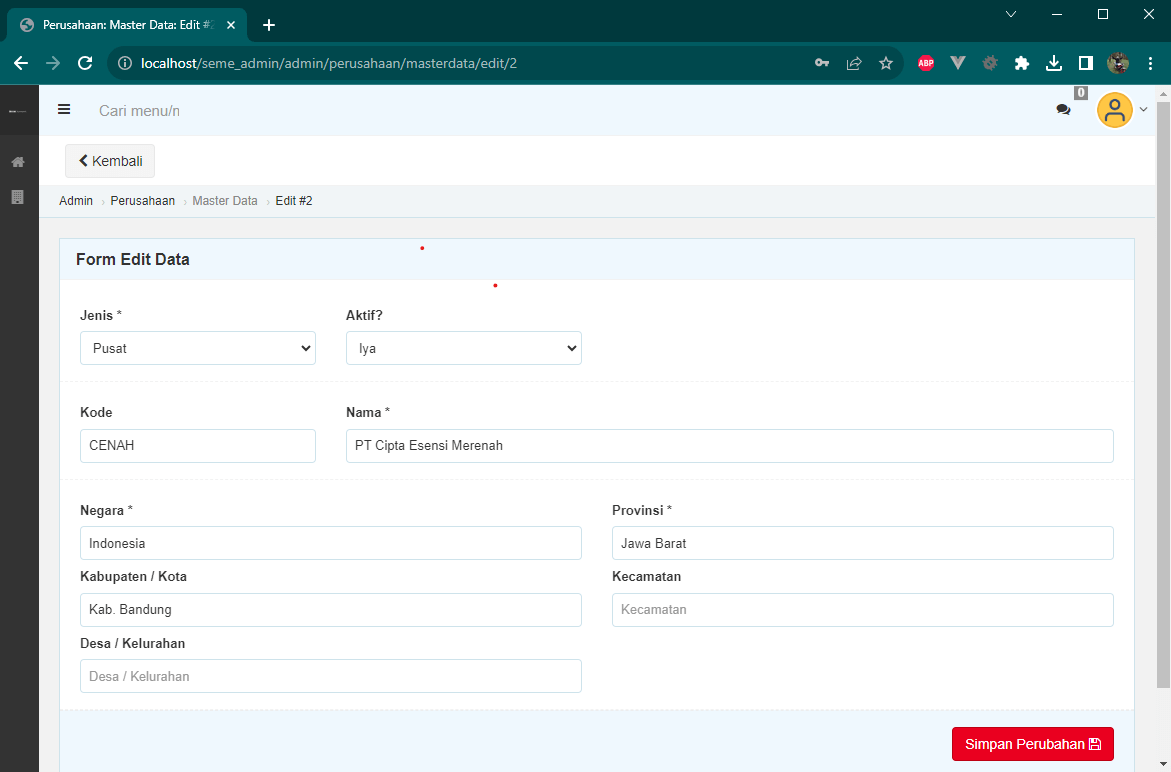 Perusahaan: Master Data: Edit #2
localhost/seme_admin/admin/perusahaan/masterdata/edit/2
ABP
Cari menu/n
0
Kembali
Admin › Perusahaan › Master Data › Edit #2
Form Edit Data
Jenis * Aktif?
Pusat Iya
Kode Nama *
CENAH PT Cipta Esensi Merenah
Negara * Provinsi *
Indonesia Jawa Barat
Kabupaten / Kota Kecamatan
Kab. Bandung Kecamatan
Desa / Kelurahan
Desa / Kelurahan
Simpan Perubahan